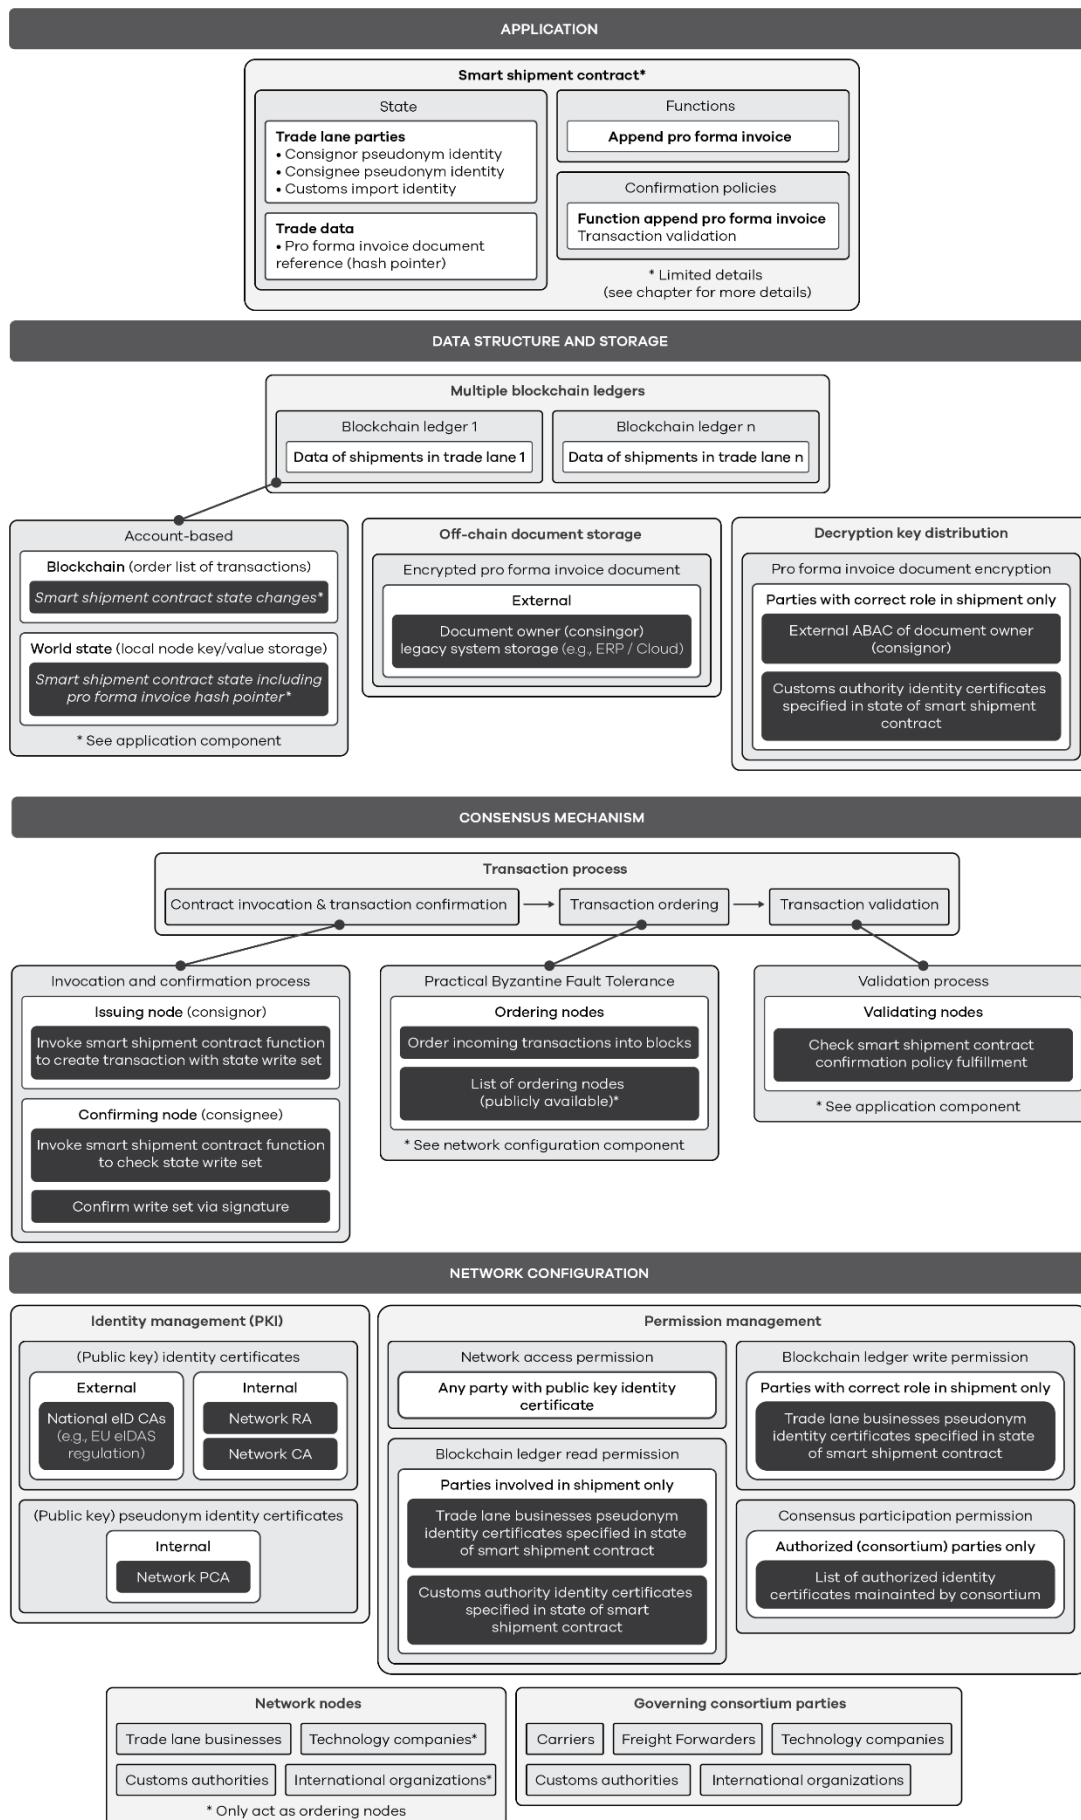 APPLICATION
Smart shipment contract*
State
Trade lane parties
• Consignor pseudonym identity
• Consignee pseudonym identity
• Customs import identity
Trade data
• Pro forma invoice document
reference (hash pointer)
Functions
Append pro forma invoice
Confirmation policies
Function append pro forma invoice
Transaction validation
* Limited details
(see chapter for more details)
DATA STRUCTURE AND STORAGE
Multiple blockchain ledgers
Blockchain ledger 1
Data of shipments in trade lane 1
Blockchain ledger n
Data of shipments in trade lane n
Account-based
Blockchain (order list of transactions)
Smart shipment contract state changes*
World state (local node key/value storage)
Smart shipment contract state including
pro forma invoice hash pointer*
* See application component
Off-chain document storage
Encrypted pro forma invoice document
External
Document owner (consingor)
legacy system storage (e.g., ERP / Cloud)
Decryption key distribution
Pro forma invoice document encryption
Parties with correct role in shipment only
External ABAC of document owner
(consignor)
Customs authority identity certificates
specified in state of smart shipment
contract
CONSENSUS MECHANISM
Transaction process
Contract invocation & transaction confirmation
Transaction ordering
Transaction validation
Invocation and confirmation process
Issuing node (consignor)
Invoke smart shipment contract function
to create transaction with state write set
Confirming node (consignee)
Invoke smart shipment contract function
to check state write set
Confirm write set via signature
Practical Byzantine Fault Tolerance
Ordering nodes
Order incoming transactions into blocks
List of ordering nodes
(publicly available)*
* See network configuration component
Validation process
Validating nodes
Check smart shipment contract
confirmation policy fulfillment
* See application component
NETWORK CONFIGURATION
Identity management (PKI)
(Public key) identity certificates
External
National eID CAs
(e.g., EU eIDAS
regulation)
Internal
Network RA
Network CA
(Public key) pseudonym identity certificates
Internal
Network PCA
Permission management
Network access permission
Any party with public key identity
certificate
Blockchain ledger read permission
Parties involved in shipment only
Trade lane businesses pseudonym
identity certificates specified in state
of smart shipment contract
Customs authority identity certificates
specified in state of smart
shipment contract
Blockchain ledger write permission
Parties with correct role in shipment only
Trade lane businesses pseudonym
identity certificates specified in state
of smart shipment contract
Consensus participation permission
Authorized (consortium) parties only
List of authorized identity
certificates mainainted by consortium
Network nodes
Trade lane businesses
Technology companies*
Customs authorities
International organizations*
* Only act as ordering nodes
Governing consortium parties
Carriers
Freight Forwarders
Technology companies
Customs authorities
International organizations